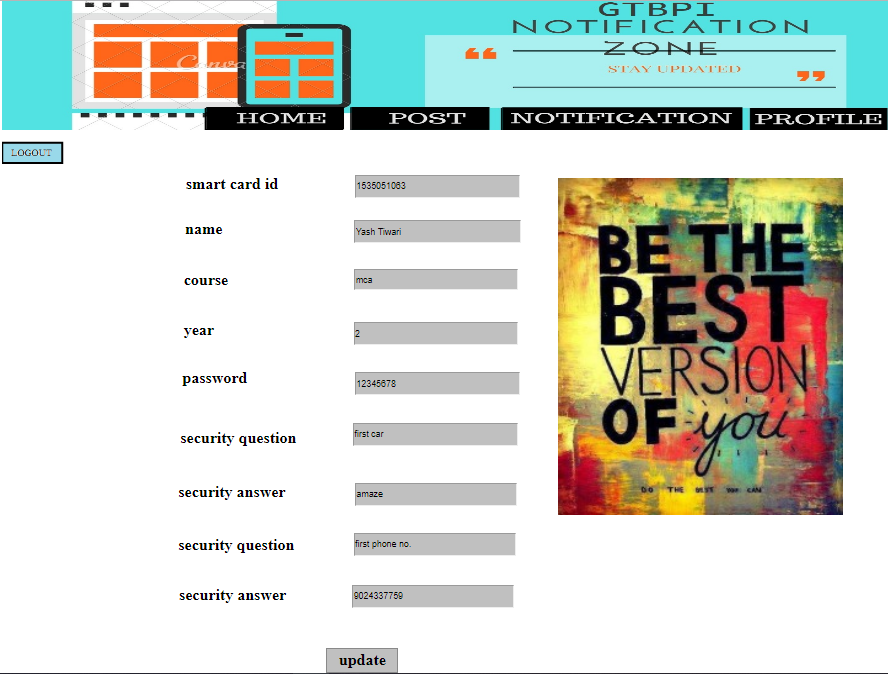 GTBPI
NOTIFICATION
ZONE
STAY UPDATED
Canva
HOME POST NOTIFICATION PROFILE
LOGOUT
smart card id 1535051063
name Yash Tiwari
course mca
year 2
password 12345678
security question first car
security answer amaze
security question first phone no.
security answer 9024337759
update
BE THE
BEST
VERSION
OF you
DO THE BEST YOU CAN